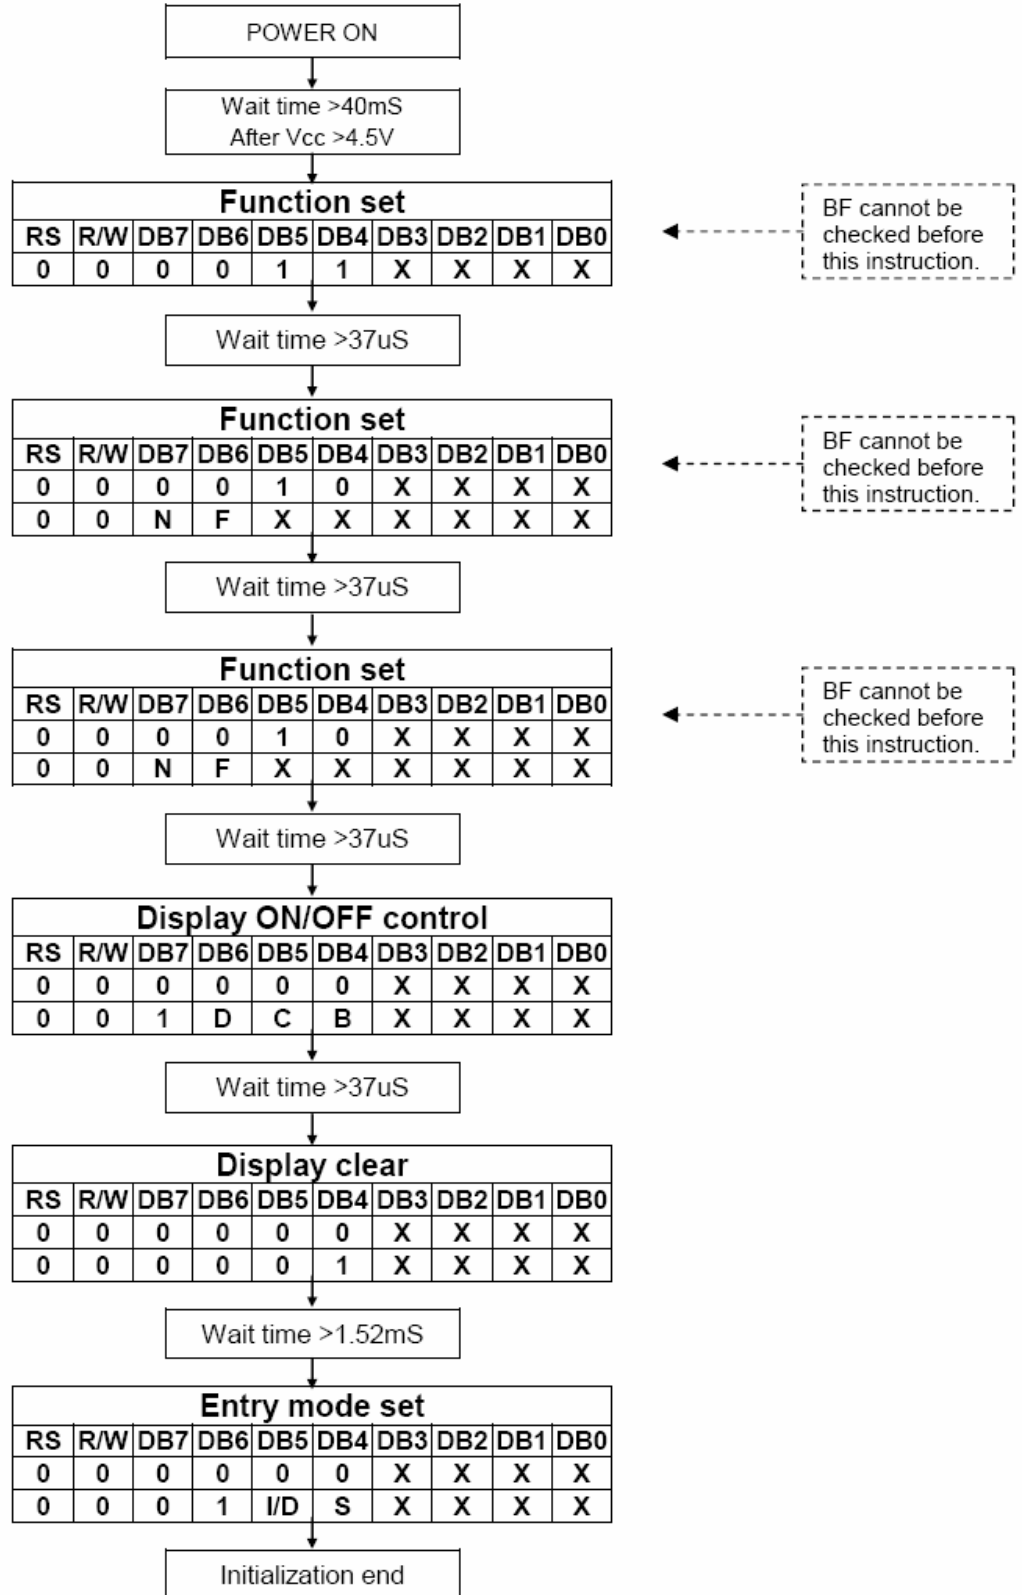 POWER ON
Wait time >40mS
After Vcc >4.5V
Function set
RS R/W DB7 DB6 DB5 DB4 DB3 DB2 DB1 DB0
0 0 0 0 1 1 X X X X
BF cannot be
checked before
this instruction.
Wait time >37uS
Function set
RS R/W DB7 DB6 DB5 DB4 DB3 DB2 DB1 DB0
0 0 0 0 1 0 X X X X
0 0 N F X X X X X X
BF cannot be
checked before
this instruction.
Wait time >37uS
Function set
RS R/W DB7 DB6 DB5 DB4 DB3 DB2 DB1 DB0
0 0 0 0 1 0 X X X X
0 0 N F X X X X X X
BF cannot be
checked before
this instruction.
Wait time >37uS
Display ON/OFF control
RS R/W DB7 DB6 DB5 DB4 DB3 DB2 DB1 DB0
0 0 0 0 0 0 X X X X
0 0 1 D C B X X X X
Wait time >37uS
Display clear
RS R/W DB7 DB6 DB5 DB4 DB3 DB2 DB1 DB0
0 0 0 0 0 0 X X X X
0 0 0 0 0 1 X X X X
Wait time >1.52mS
Entry mode set
RS R/W DB7 DB6 DB5 DB4 DB3 DB2 DB1 DB0
0 0 0 0 0 0 X X X X
0 0 0 1 I/D S X X X X
Initialization end